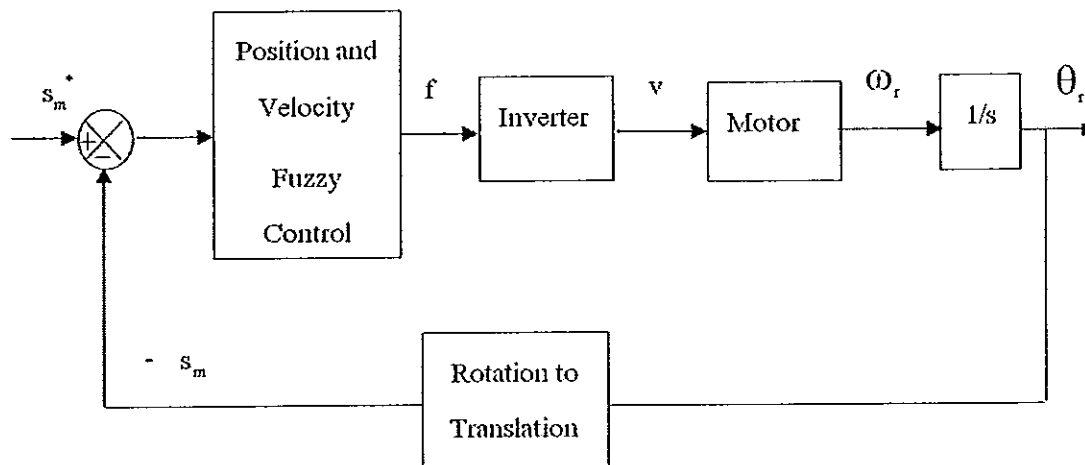 s_m^*
+
−
Position and
Velocity
Fuzzy
Control
f
Inverter
v
Motor
ω_r
1/s
θ_r
- s_m
Rotation to
Translation